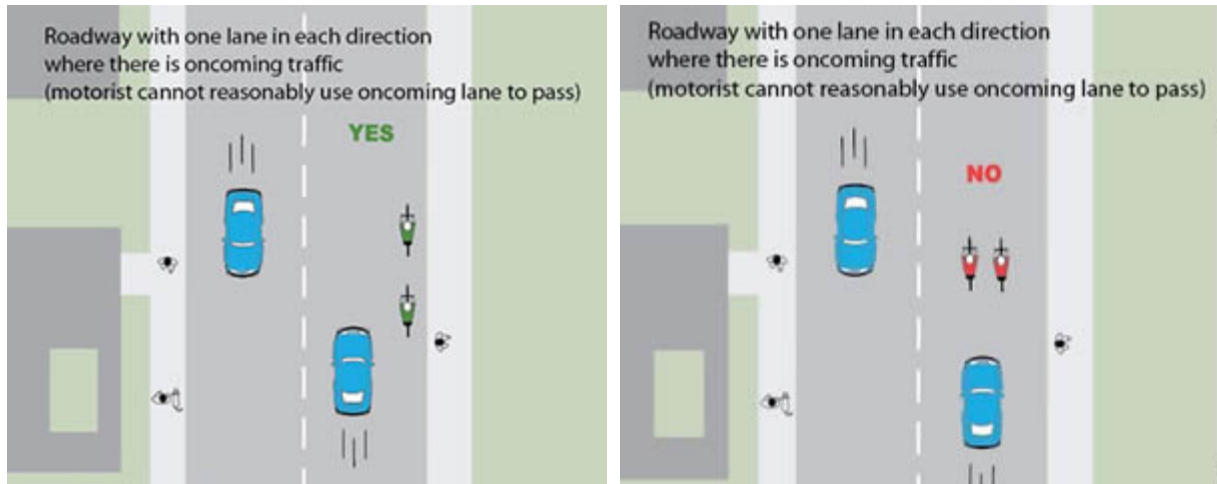 Roadway with one lane in each direction
where there is oncoming traffic
(motorist cannot reasonably use oncoming lane to pass)
YES
Roadway with one lane in each direction
where there is oncoming traffic
(motorist cannot reasonably use oncoming lane to pass)
NO